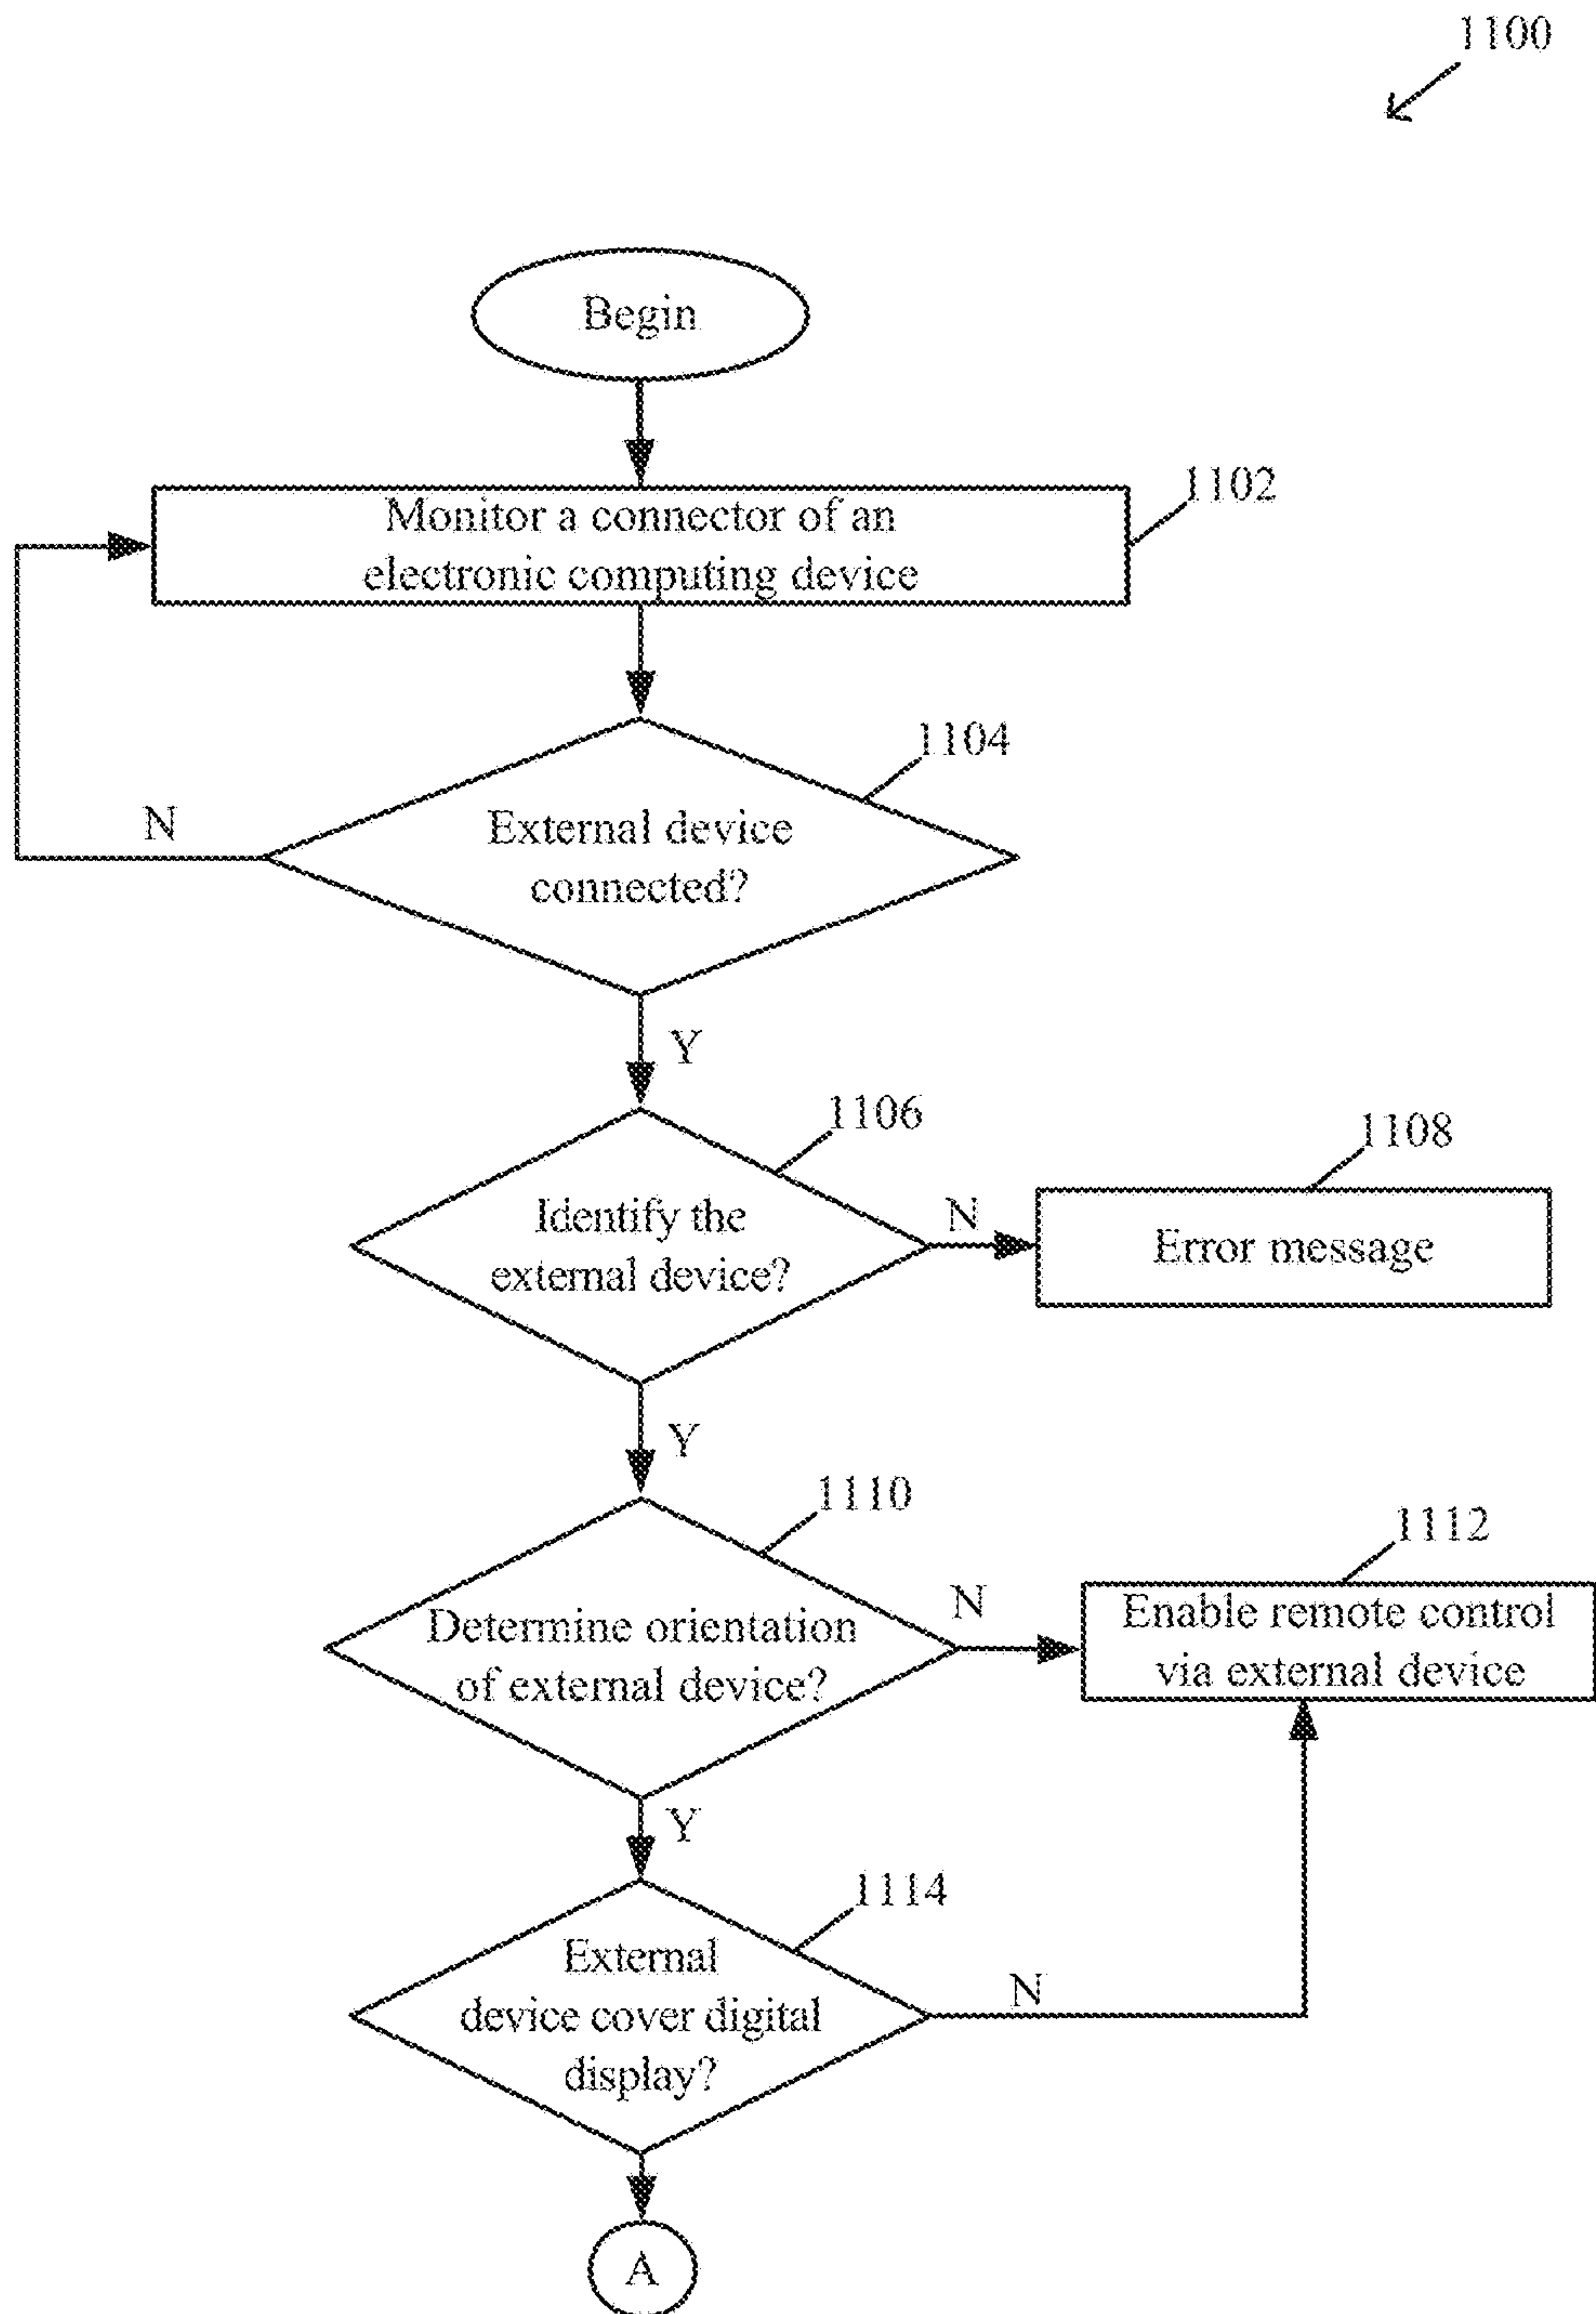 1100
Begin
1102
Monitor a connector of an
electronic computing device
1104
N
External device
connected?
Y
1106
1108
Identify the
external device?
N
Error message
Y
1110
1112
Determine orientation
of external device?
N
Enable remote control
via external device
Y
1114
External
device cover digital
display?
N
A